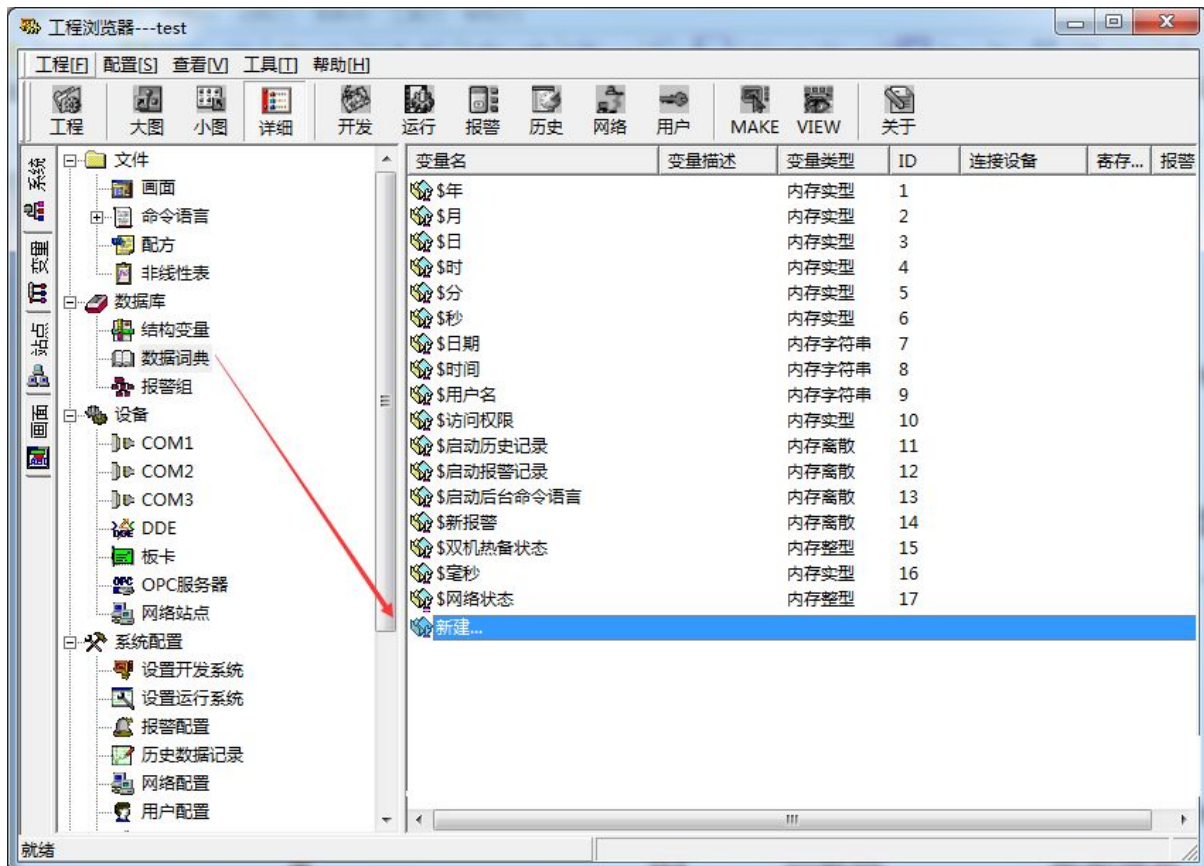 工程浏览器---test
工程[F] 配置[S] 查看[V] 工具[T] 帮助[H]
工程 大图 小图 详细 开发 运行 报警 历史 网络 用户 MAKE VIEW 关于
系统
变量
站点
画面
文件
画面
命令语言
配方
非线性表
数据库
结构变量
数据词典
报警组
设备
COM1
COM2
COM3
DDE
板卡
OPC服务器
网络站点
系统配置
设置开发系统
设置运行系统
报警配置
历史数据记录
网络配置
用户配置
变量名 变量描述 变量类型 ID 连接设备 寄存... 报警
$年 内存实型 1
$月 内存实型 2
$日 内存实型 3
$时 内存实型 4
$分 内存实型 5
$秒 内存实型 6
$日期 内存字符串 7
$时间 内存字符串 8
$用户名 内存字符串 9
$访问权限 内存实型 10
$启动历史记录 内存离散 11
$启动报警记录 内存离散 12
$启动后台命令语言 内存离散 13
$新报警 内存离散 14
$双机热备状态 内存整型 15
$毫秒 内存实型 16
$网络状态 内存整型 17
新建...
就绪